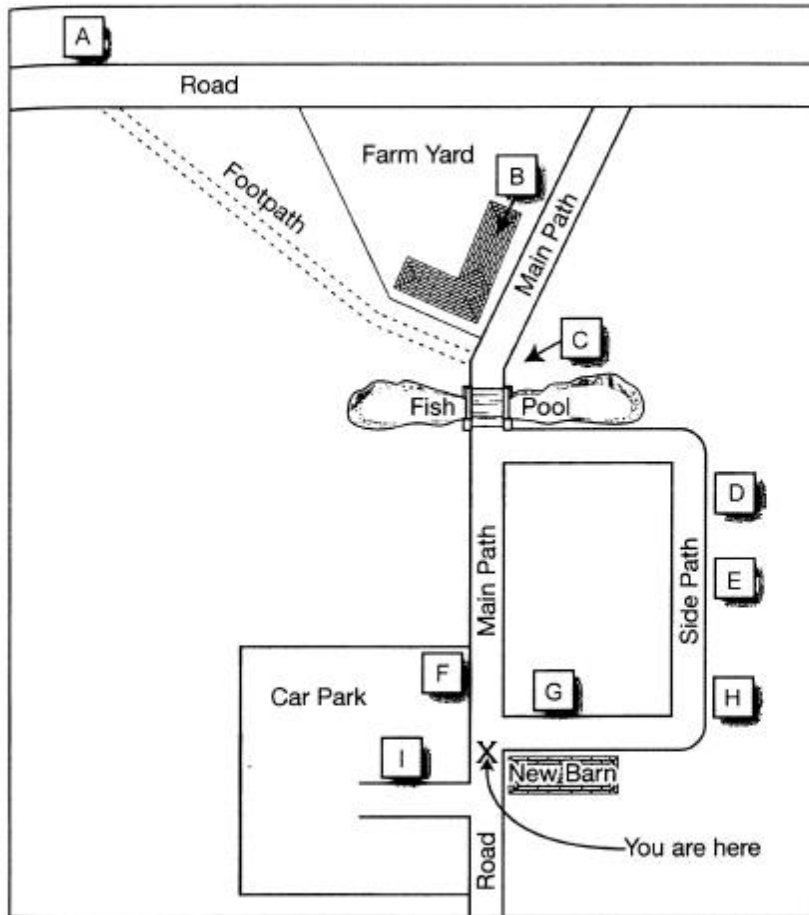 A
Road
Farm Yard
B
Footpath
Main Path
C
Fish
Pool
D
Main Path
E
Side Path
F
G
H
Car Park
I
X
New Barn
You are here
Road